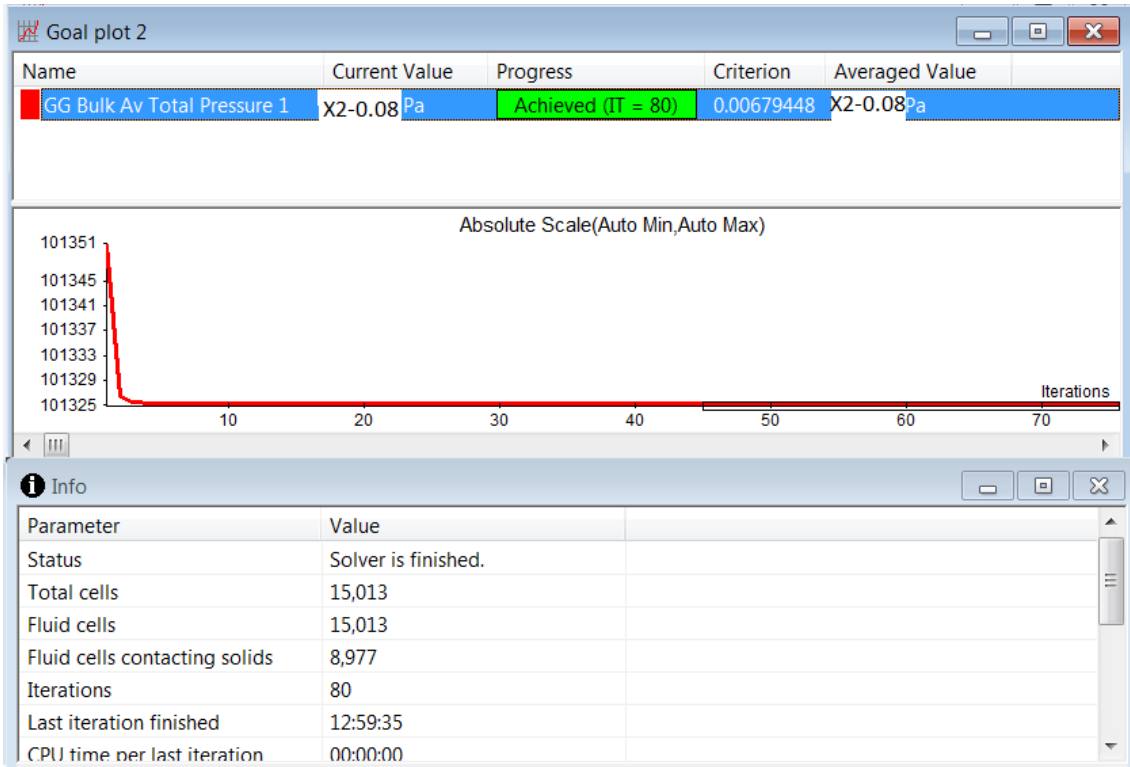 Goal plot 2
Name Current Value Progress Criterion Averaged Value
GG Bulk Av Total Pressure 1 X2-0.08 Pa Achieved (IT = 80) 0.00679448 X2-0.08Pa
Absolute Scale(Auto Min,Auto Max)
101351
101345
101341
101337
101333
101329
Iterations
101325
10 20 30 40 50 60 70
Info
Parameter Value
Status Solver is finished.
Total cells 15,013
Fluid cells 15,013
Fluid cells contacting solids 8,977
Iterations 80
Last iteration finished 12:59:35
CPU time per last iteration 00:00:00